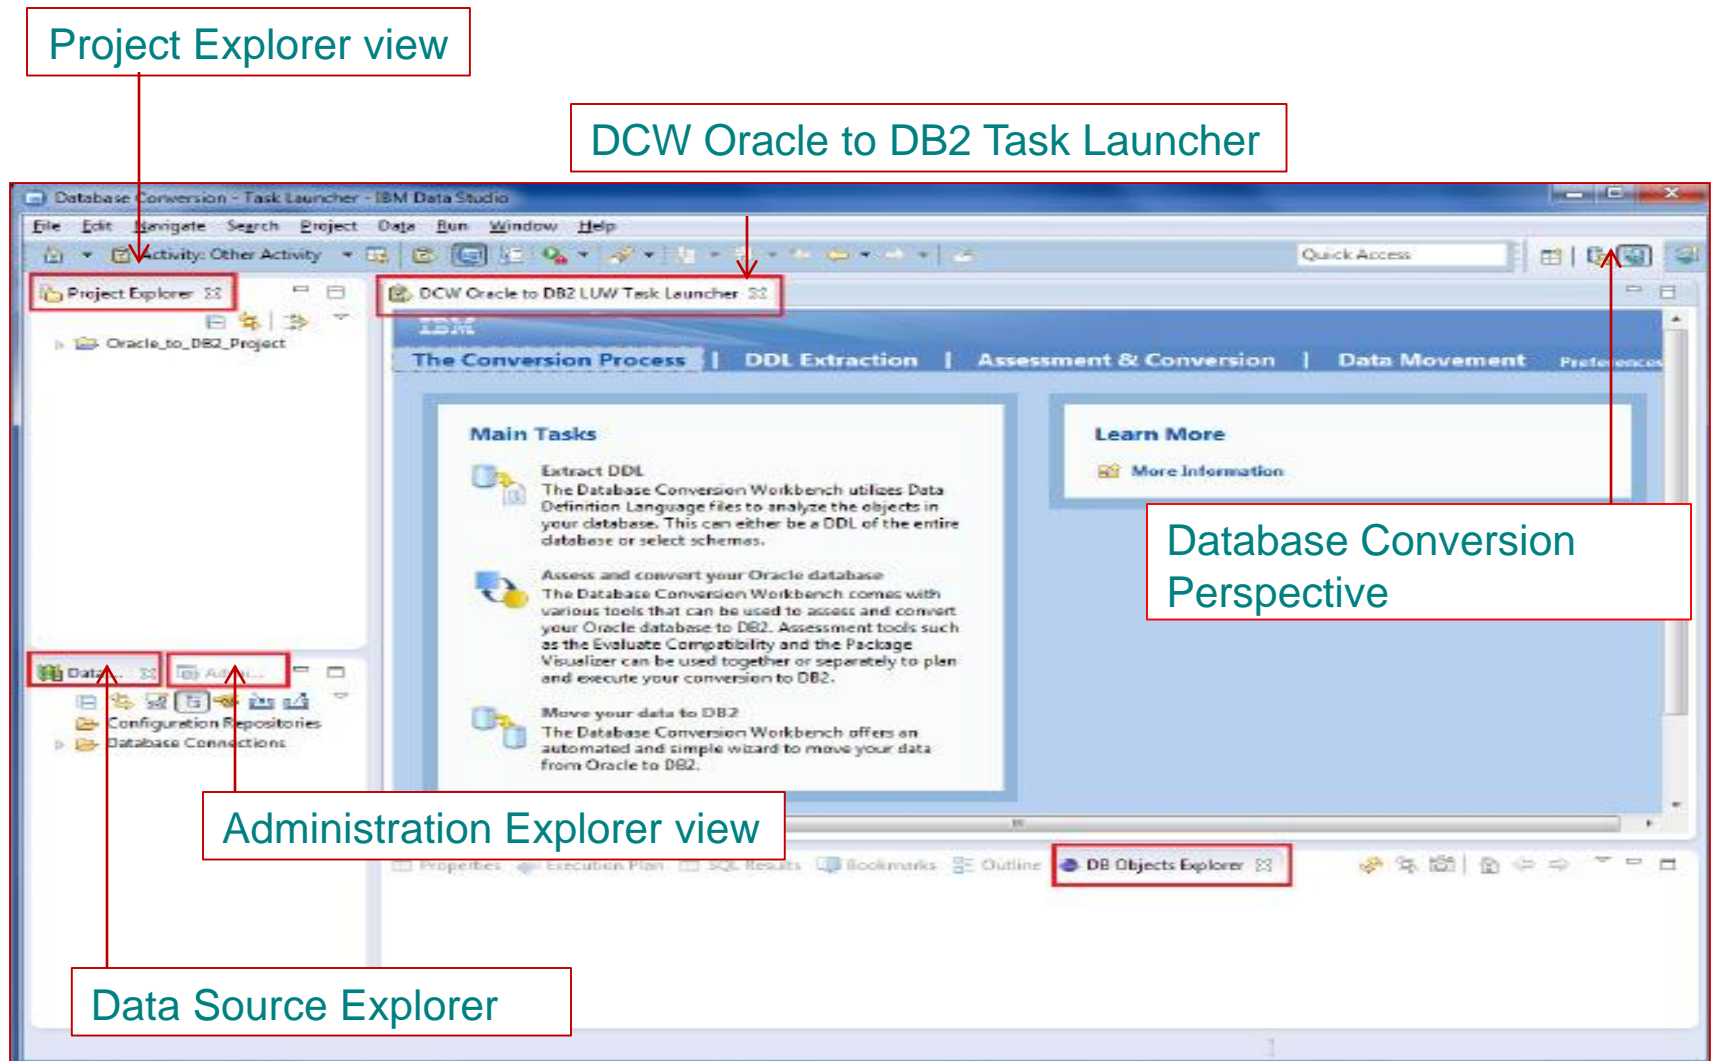 Project Explorer view
DCW Oracle to DB2 Task Launcher
Database Conversion - Task Launcher - IBM Data Studio
File Edit Navigate Search Project Data Run Window Help
Activity: Other Activity
Quick Access
Project Explorer
DCW Oracle to DB2 LUW Task Launcher
Oracle_to_DB2_Project
IBM
The Conversion Process | DDL Extraction | Assessment & Conversion | Data Movement Preferences
Main Tasks
Learn More
Extract DDL
More Information
The Database Conversion Workbench utilizes Data
Definition Language files to analyze the objects in
your database. This can either be a DDL of the entire
database or select schemas.
Database Conversion
Perspective
Assess and convert your Oracle database
The Database Conversion Workbench comes with
various tools that can be used to assess and convert
your Oracle database to DB2. Assessment tools such
as the Evaluate Compatibility and the Package
Visualizer can be used together or separately to plan
and execute your conversion to DB2.
Data ...
Configuration Repositories
Database Connections
Move your data to DB2
The Database Conversion Workbench offers an
automated and simple wizard to move your data
from Oracle to DB2.
Administration Explorer view
Properties Execution Plan SQL Results Bookmarks Outline DB Objects Explorer
Data Source Explorer